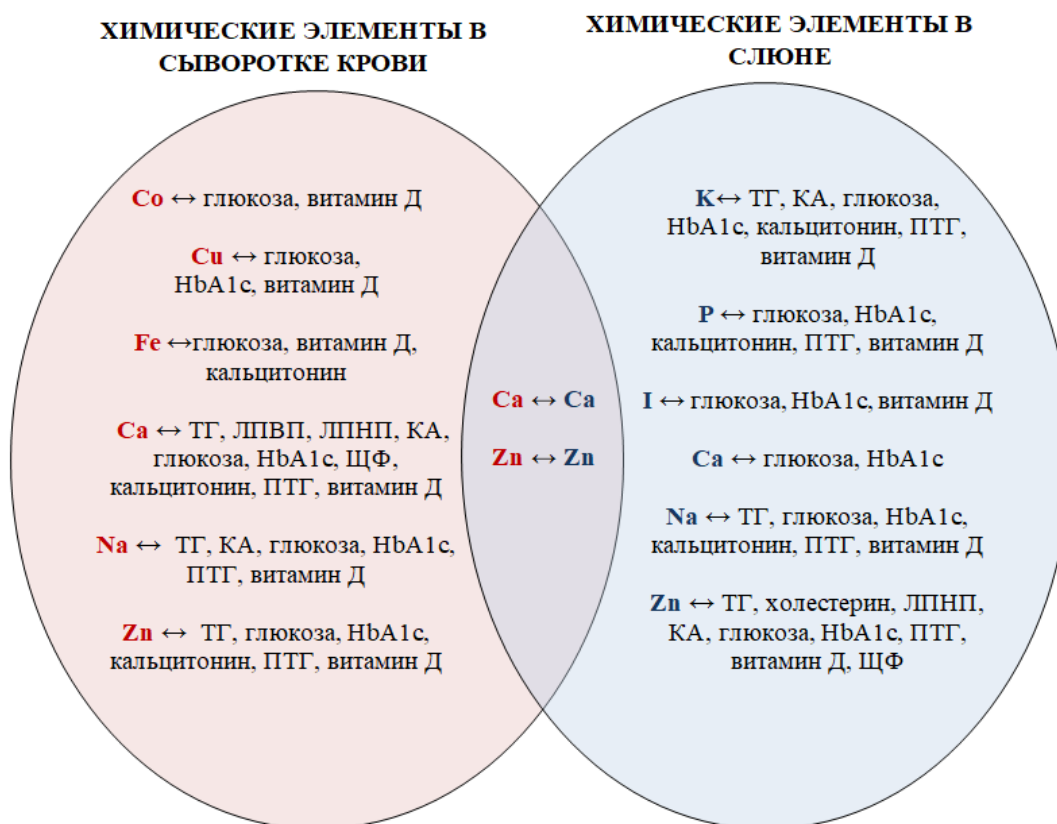 ХИМИЧЕСКИЕ ЭЛЕМЕНТЫ В
СЫВОРОТКЕ КРОВИ
ХИМИЧЕСКИЕ ЭЛЕМЕНТЫ В
СЛЮНЕ
Co ↔ глюкоза, витамин Д
Cu ↔ глюкоза,
HbA1c, витамин Д
Fe ↔глюкоза, витамин Д,
кальцитонин
Ca ↔ ТГ, ЛПВП, ЛПНП, КА,
глюкоза, HbA1c, ЩФ,
кальцитонин, ПТГ, витамин Д
Na ↔ ТГ, КА, глюкоза, HbA1c,
ПТГ, витамин Д
Zn ↔ ТГ, глюкоза, HbA1c,
кальцитонин, ПТГ, витамин Д
Ca ↔ Ca
Zn ↔ Zn
K↔ ТГ, КА, глюкоза,
HbA1c, кальцитонин, ПТГ,
витамин Д
P ↔ глюкоза, HbA1c,
кальцитонин, ПТГ, витамин Д
I ↔ глюкоза, HbA1c, витамин Д
Ca ↔ глюкоза, HbA1c
Na ↔ ТГ, глюкоза, HbA1c,
кальцитонин, ПТГ, витамин Д
Zn ↔ ТГ, холестерин, ЛПНП,
КА, глюкоза, HbA1c, ПТГ,
витамин Д, ЩФ